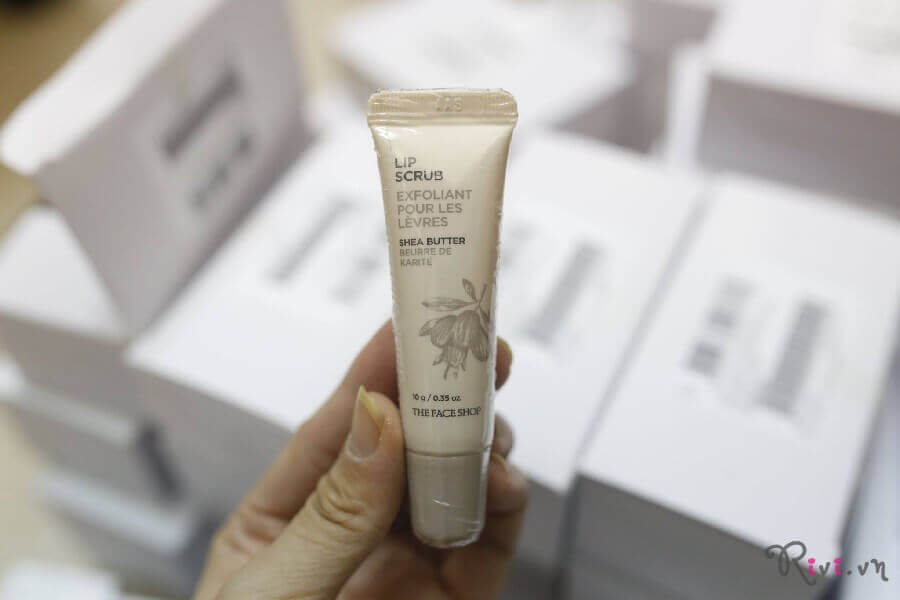 LIP
SCRUB
EXFOLIANT
POUR LES
LÈVRES
SHEA BUTTER
BEURRE DE
KARITÉ
10 g / 0.35 oz.
THE FACE SHOP
Rivi.vn